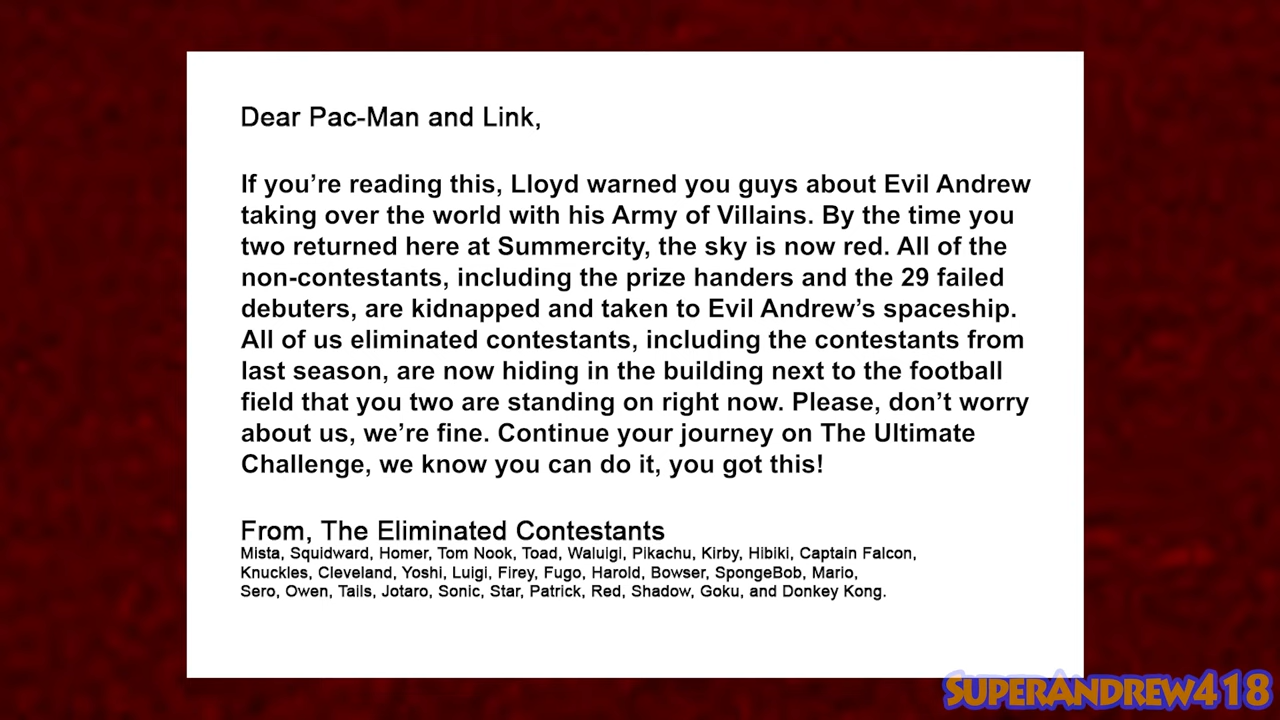 Dear Pac-Man and Link,
If you’re reading this, Lloyd warned you guys about Evil Andrew
taking over the world with his Army of Villains. By the time you
two returned here at Summercity, the sky is now red. All of the
non-contestants, including the prize handers and the 29 failed
debuters, are kidnapped and taken to Evil Andrew’s spaceship.
All of us eliminated contestants, including the contestants from
last season, are now hiding in the building next to the football
field that you two are standing on right now. Please, don’t worry
about us, we’re fine. Continue your journey on The Ultimate
Challenge, we know you can do it, you got this!
From, The Eliminated Contestants
Mista, Squidward, Homer, Tom Nook, Toad, Waluigi, Pikachu, Kirby, Hibiki, Captain Falcon,
Knuckles, Cleveland, Yoshi, Luigi, Firey, Fugo, Harold, Bowser, SpongeBob, Mario,
Sero, Owen, Tails, Jotaro, Sonic, Star, Patrick, Red, Shadow, Goku, and Donkey Kong.
SUPERANDREW418